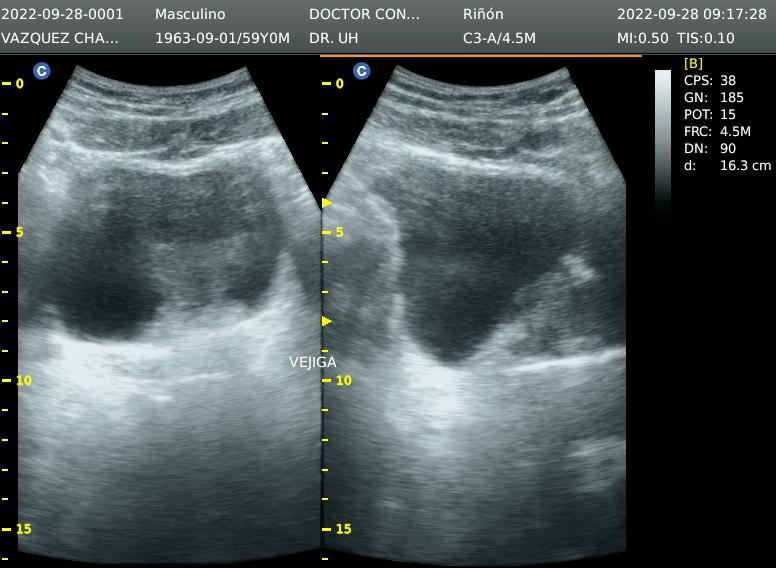 2022-09-28-0001 Masculino DOCTOR CON... Riñón 2022-09-28 09:17:28
VAZQUEZ CHA... 1963-09-01/59Y0M DR. UH C3-A/4.5M MI:0.50 TIS:0.10
C C
[B]
0 0
CPS: 38
GN: 185
POT: 15
FRC: 4.5M
DN: 90
d: 16.3 cm
5 5
VEJIGA
10 10
15 15